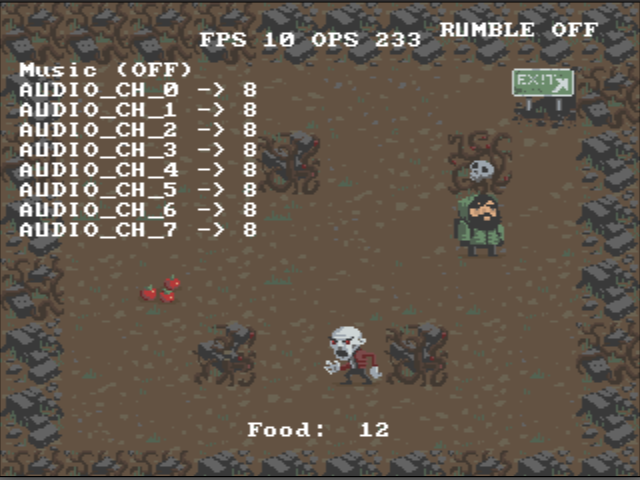 FPS 10 OPS 233
RUMBLE OFF
Music (OFF)
AUDIO_CH_0 -> 8
AUDIO_CH_1 -> 8
AUDIO_CH_2 -> 8
AUDIO_CH_3 -> 8
AUDIO_CH_4 -> 8
AUDIO_CH_5 -> 8
AUDIO_CH_6 -> 8
AUDIO_CH_7 -> 8
EXIT
Food: 12